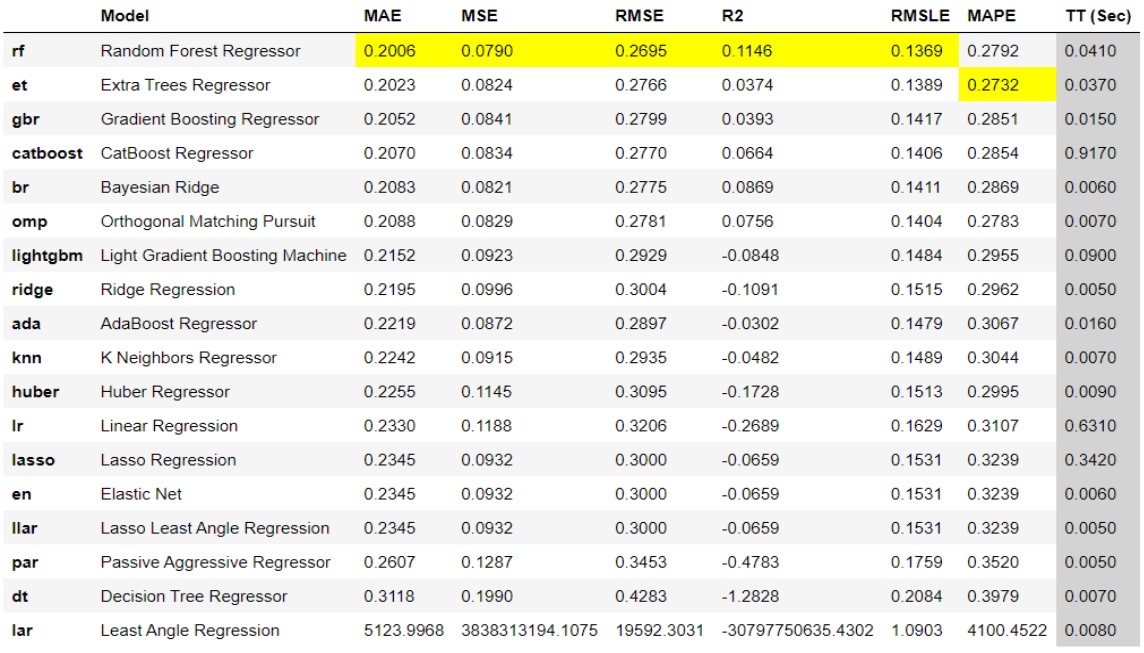 Model MAE MSE RMSE R2 RMSLE MAPE TT (Sec)
rf Random Forest Regressor 0.2006 0.0790 0.2695 0.1146 0.1369 0.2792 0.0410
et Extra Trees Regressor 0.2023 0.0824 0.2766 0.0374 0.1389 0.2732 0.0370
gbr Gradient Boosting Regressor 0.2052 0.0841 0.2799 0.0393 0.1417 0.2851 0.0150
catboost CatBoost Regressor 0.2070 0.0834 0.2770 0.0664 0.1406 0.2854 0.9170
br Bayesian Ridge 0.2083 0.0821 0.2775 0.0869 0.1411 0.2869 0.0060
omp Orthogonal Matching Pursuit 0.2088 0.0829 0.2781 0.0756 0.1404 0.2783 0.0070
lightgbm Light Gradient Boosting Machine 0.2152 0.0923 0.2929 -0.0848 0.1484 0.2955 0.0900
ridge Ridge Regression 0.2195 0.0996 0.3004 -0.1091 0.1515 0.2962 0.0050
ada AdaBoost Regressor 0.2219 0.0872 0.2897 -0.0302 0.1479 0.3067 0.0160
knn K Neighbors Regressor 0.2242 0.0915 0.2935 -0.0482 0.1489 0.3044 0.0070
huber Huber Regressor 0.2255 0.1145 0.3095 -0.1728 0.1513 0.2995 0.0090
lr Linear Regression 0.2330 0.1188 0.3206 -0.2689 0.1629 0.3107 0.6310
lasso Lasso Regression 0.2345 0.0932 0.3000 -0.0659 0.1531 0.3239 0.3420
en Elastic Net 0.2345 0.0932 0.3000 -0.0659 0.1531 0.3239 0.0060
llar Lasso Least Angle Regression 0.2345 0.0932 0.3000 -0.0659 0.1531 0.3239 0.0050
par Passive Aggressive Regressor 0.2607 0.1287 0.3453 -0.4783 0.1759 0.3520 0.0050
dt Decision Tree Regressor 0.3118 0.1990 0.4283 -1.2828 0.2084 0.3979 0.0070
lar Least Angle Regression 5123.9968 3838313194.1075 19592.3031 -30797750635.4302 1.0903 4100.4522 0.0080